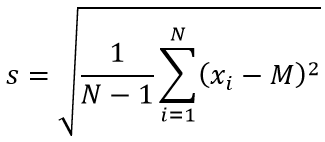 s = √(1/(N − 1) ∑_{i=1}^{N} (x_i − M)^2)